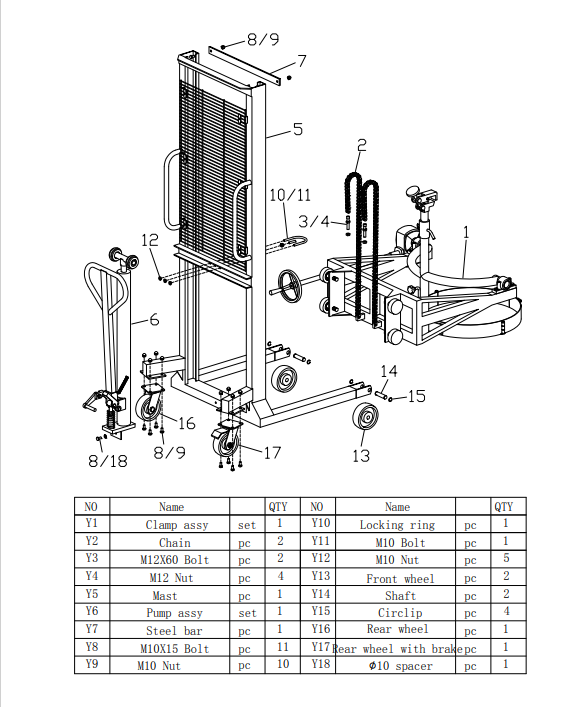 8/9
7
5
2
10/11
3/4
1
12
6
14
15
16
8/9
17
13
8/18
NO Name QTY NO Name QTY
Y1 Clamp assy set 1 Y10 Locking ring pc 1
Y2 Chain pc 2 Y11 M10 Bolt pc 1
Y3 M12X60 Bolt pc 2 Y12 M10 Nut pc 5
Y4 M12 Nut pc 4 Y13 Front wheel pc 2
Y5 Mast pc 1 Y14 Shaft pc 2
Y6 Pump assy set 1 Y15 Circlip pc 4
Y7 Steel bar pc 1 Y16 Rear wheel pc 1
Y8 M10X15 Bolt pc 11 Y17 Rear wheel with brake pc 1
Y9 M10 Nut pc 10 Y18 Φ10 spacer pc 1